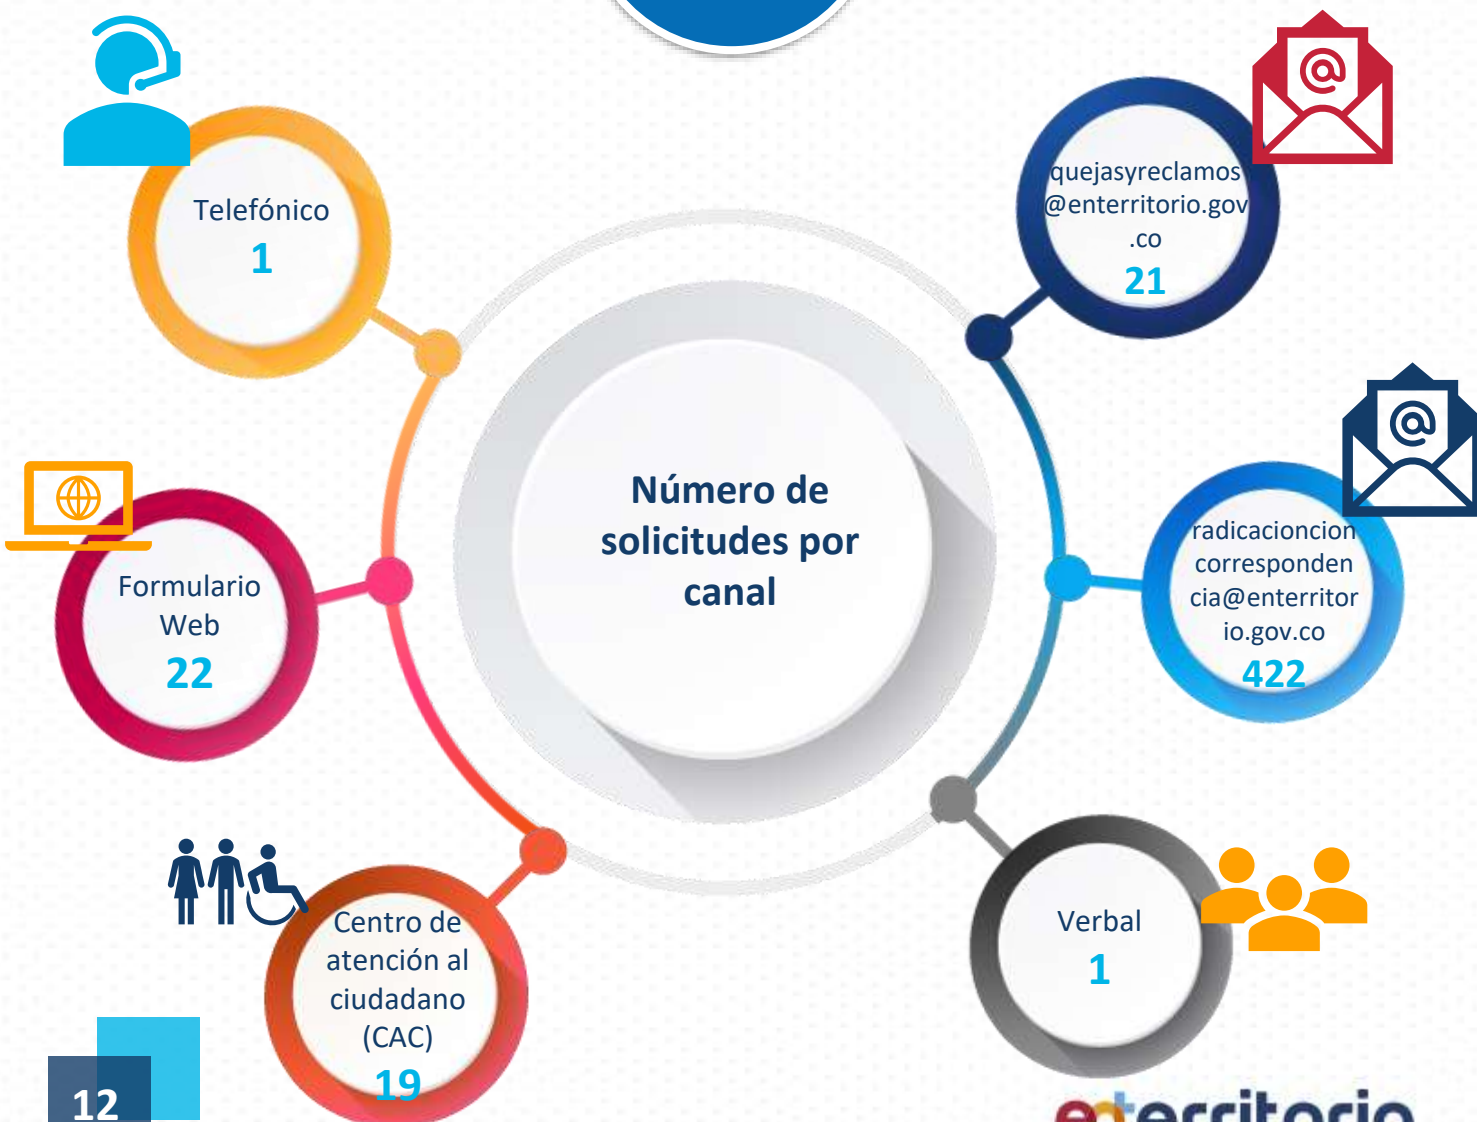 Telefónico
1
quejasyreclamos
@enterritorio.gov
.co
21
Número de
solicitudes por
canal
Formulario
Web
22
radicacioncion
corresponden
cia@enterritor
io.gov.co
422
Centro de
atención al
ciudadano
(CAC)
19
Verbal
1
12
enterritorio